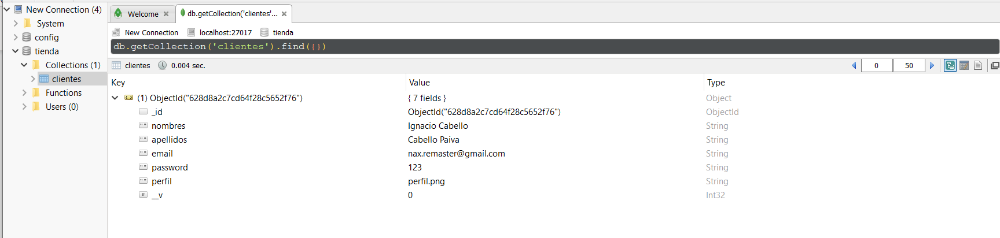 New Connection (4)
System
config
tienda
Collections (1)
clientes
Functions
Users (0)
Welcome
db.getCollection('clientes'...
New Connection localhost:27017 tienda
db.getCollection('clientes').find({})
clientes 0.004 sec. 0 50
Key Value Type
(1) ObjectId("628d8a2c7cd64f28c5652f76") { 7 fields } Object
_id ObjectId("628d8a2c7cd64f28c5652f76") ObjectId
nombres Ignacio Cabello String
apellidos Cabello Paiva String
email nax.remaster@gmail.com String
password 123 String
perfil perfil.png String
__v 0 Int32